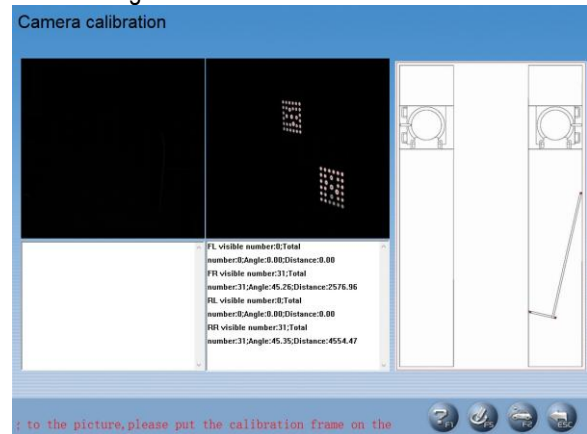 Camera calibration
FL visible number:0;Total
number:0;Angle:0.00;Distance:0.00
FR visible number:31;Total
number:31;Angle:45.26;Distance:2576.96
RL visible number:0;Total
number:0;Angle:0.00;Distance:0.00
RR visible number:31;Total
number:31;Angle:45.35;Distance:4554.47
to the picture,please put the calibration frame on the
F1
F5
F2
ESC